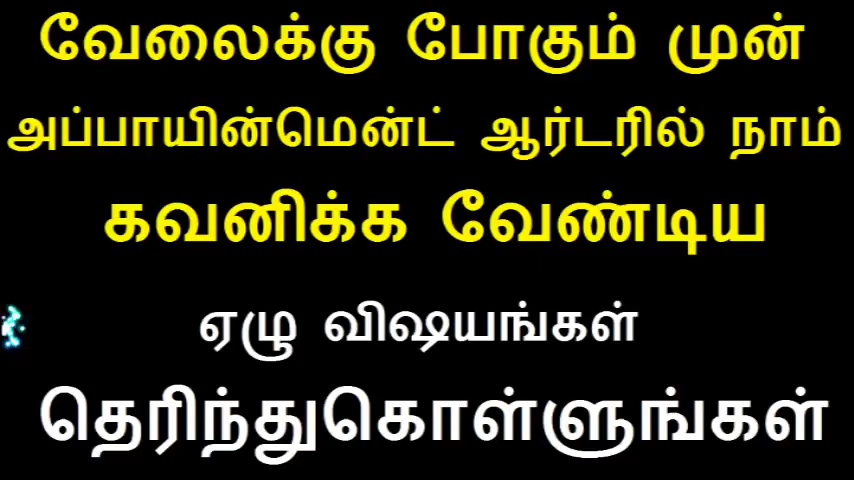 வேலைக்கு போகும் முன்
அப்பாயின்மென்ட் ஆர்டரில் நாம்
கவனிக்க வேண்டிய
ஏழு விஷயங்கள்
தெரிந்துகொள்ளுங்கள்